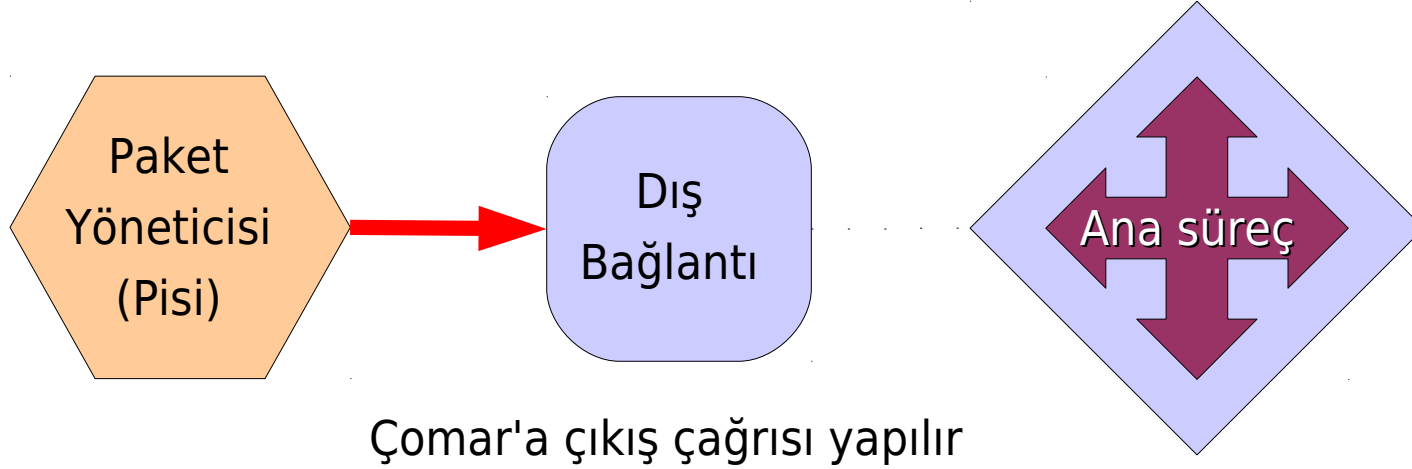 Paket
Yöneticisi
(Pisi)
Dış
Bağlantı
Ana süreç
Çomar'a çıkış çağrısı yapılır